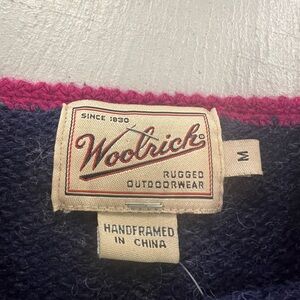 SINCE 1830
Woolrich®
RUGGED
OUTDOORWEAR
M
HANDFRAMED
IN CHINA